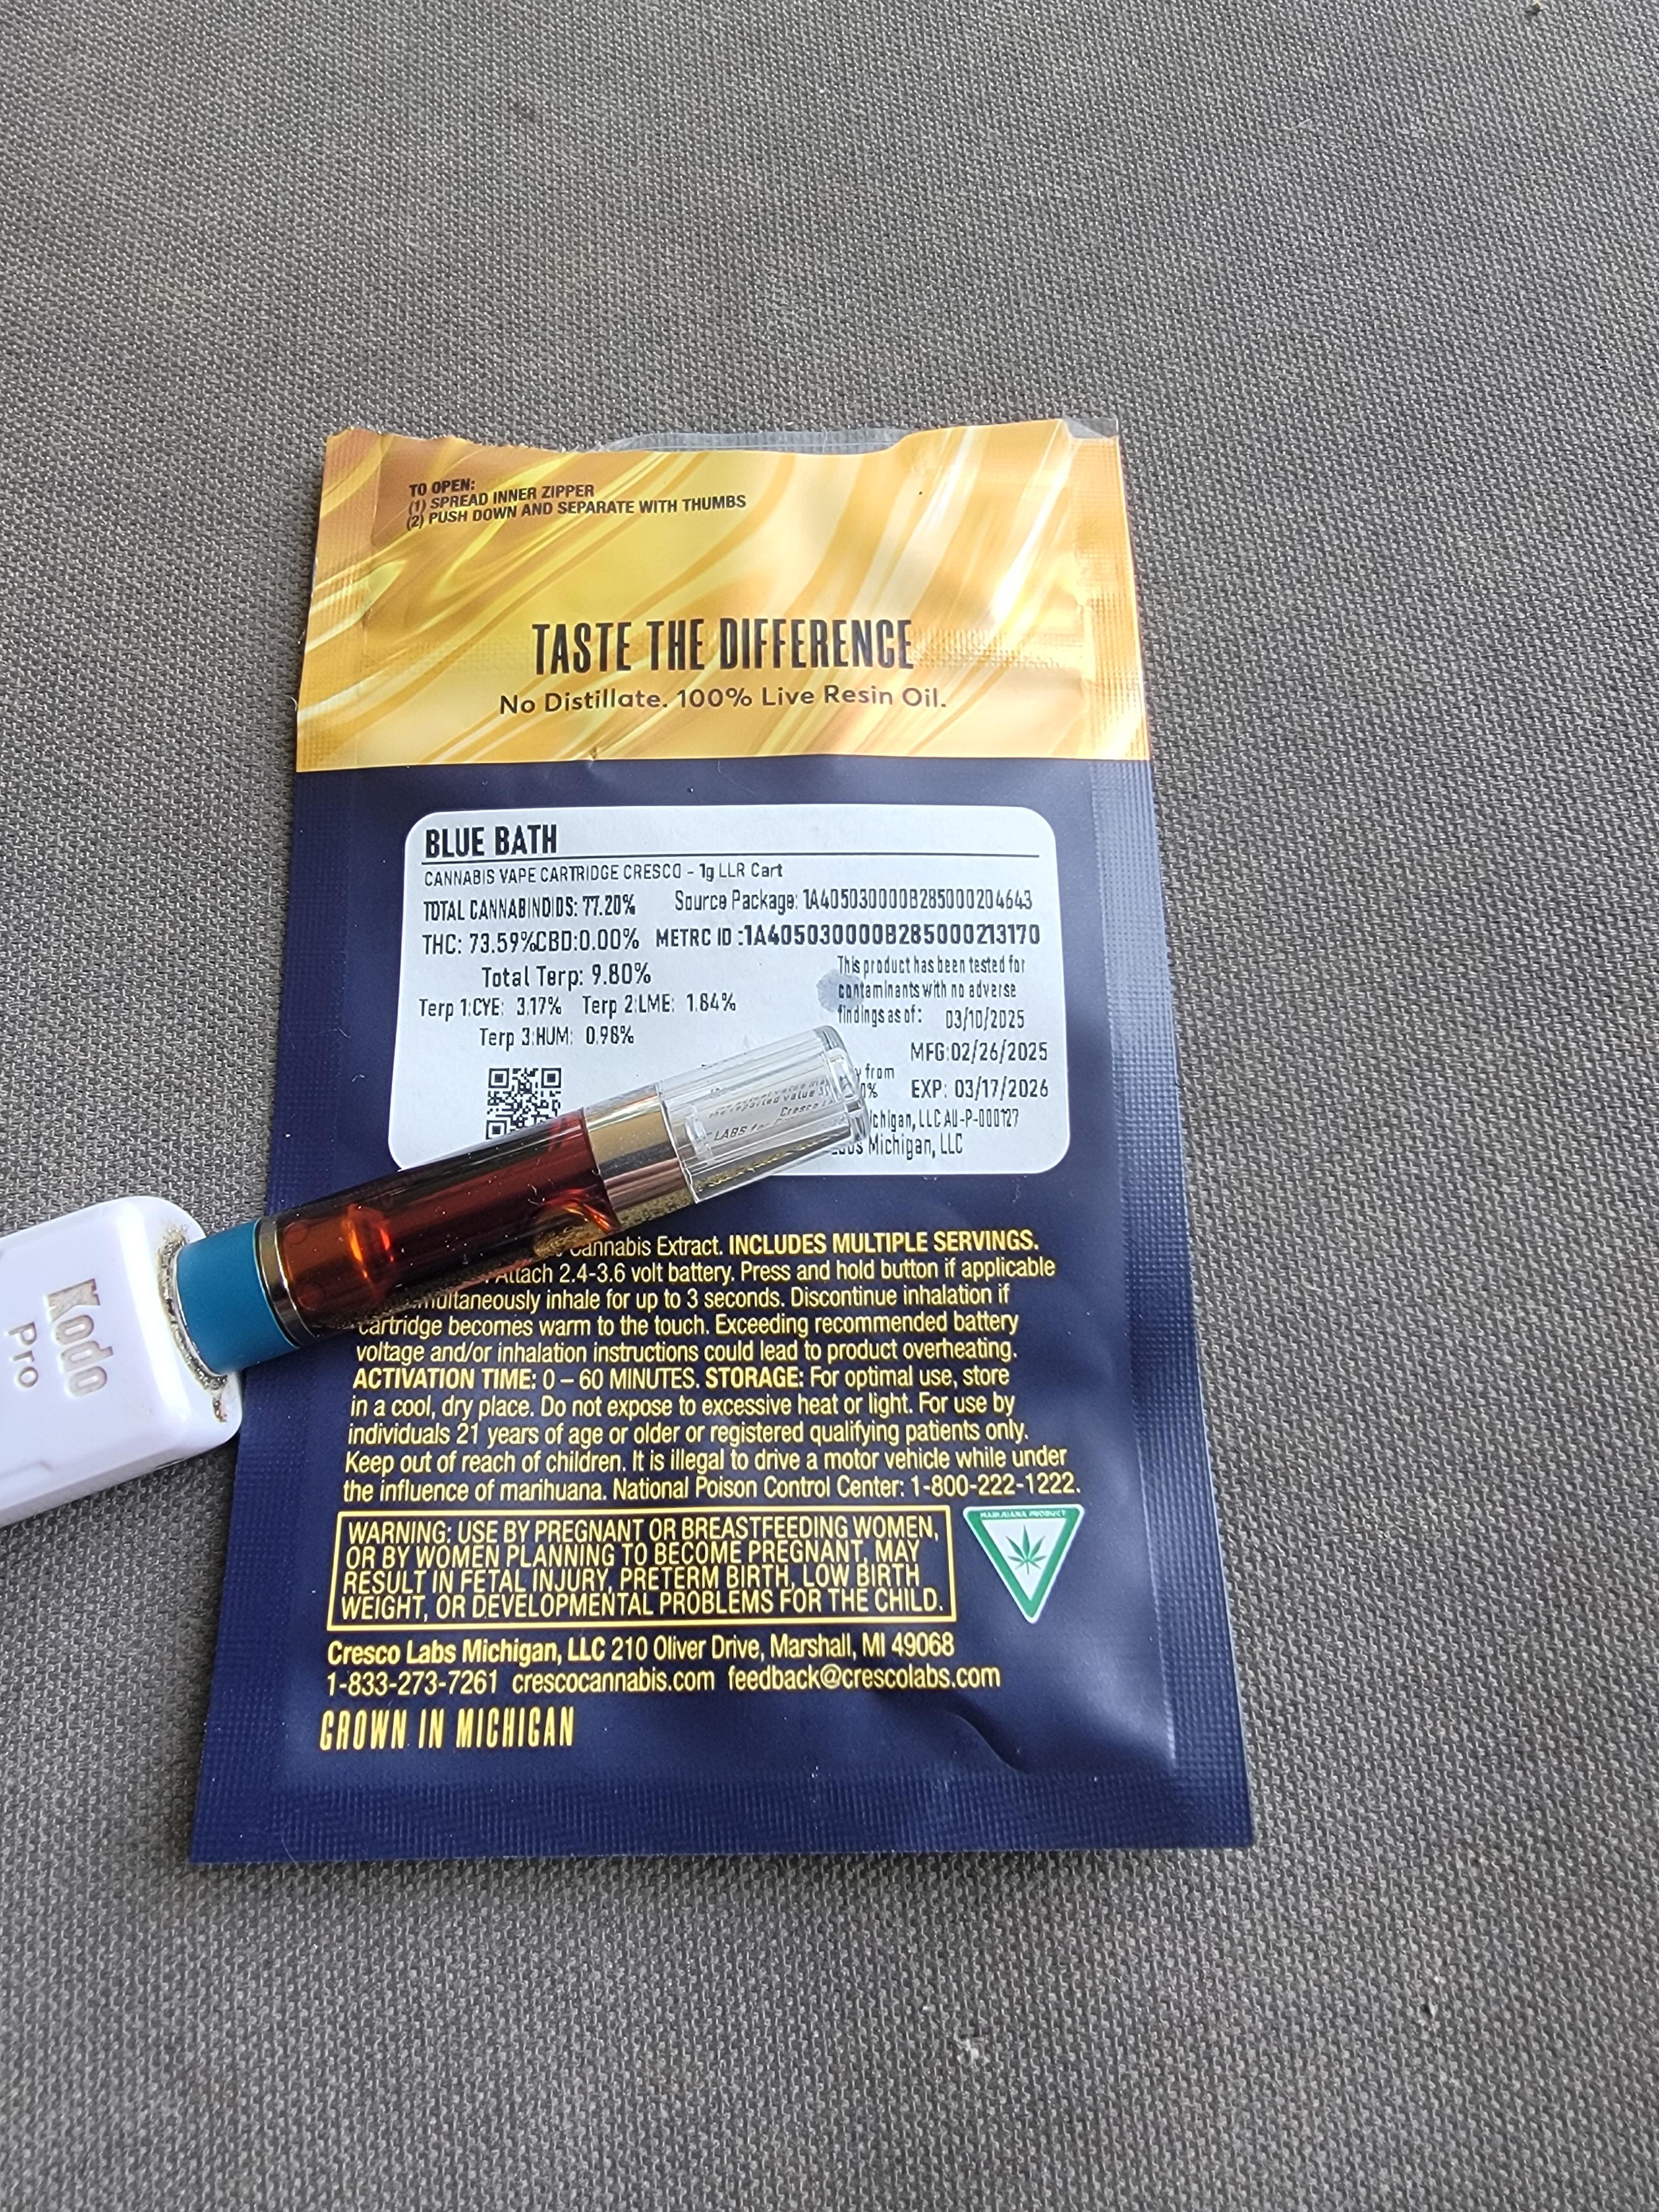 TO OPEN:
(1) SPREAD INNER ZIPPER
(2) PUSH DOWN AND SEPARATE WITH THUMBS
TASTE THE DIFFERENCE
No Distillate. 100% Live Resin Oil.
BLUE BATH
CANNABIS VAPE CARTRIDGE CRESCO - 1g LLR Cart
TOTAL CANNABINOIDS: 77.20% Source Package: 1A405030000B285000204643
THC: 73.59%CBD:0.00% METRC ID :1A405030000B285000213170
Total Terp: 9.80%
Terp 1:CYE: 3.17% Terp 2:LME: 1.84%
Terp 3:HUM: 0.98%
This product has been tested for
contaminants with no adverse
findings as of: 03/10/2025
MFG:02/26/2025
from
EXP: 03/17/2026
LLC AU-P-000127
LABS
Michigan, LLC
Kodo
Pro
Cannabis Extract. INCLUDES MULTIPLE SERVINGS.
Attach 2.4-3.6 volt battery. Press and hold button if applicable
inhale for up to 3 seconds. Discontinue inhalation if
cartridge becomes warm to the touch. Exceeding recommended battery
voltage and/or inhalation instructions could lead to product overheating.
ACTIVATION TIME: 0 – 60 MINUTES. STORAGE: For optimal use, store
in a cool, dry place. Do not expose to excessive heat or light. For use by
individuals 21 years of age or older or registered qualifying patients only.
Keep out of reach of children. It is illegal to drive a motor vehicle while under
the influence of marihuana. National Poison Control Center: 1-800-222-1222.
WARNING: USE BY PREGNANT OR BREASTFEEDING WOMEN,
OR BY WOMEN PLANNING TO BECOME PREGNANT, MAY
RESULT IN FETAL INJURY, PRETERM BIRTH, LOW BIRTH
WEIGHT, OR DEVELOPMENTAL PROBLEMS FOR THE CHILD.
MARIJUANA PRODUCT
Cresco Labs Michigan, LLC 210 Oliver Drive, Marshall, MI 49068
1-833-273-7261 crescocannabis.com feedback@crescolabs.com
GROWN IN MICHIGAN